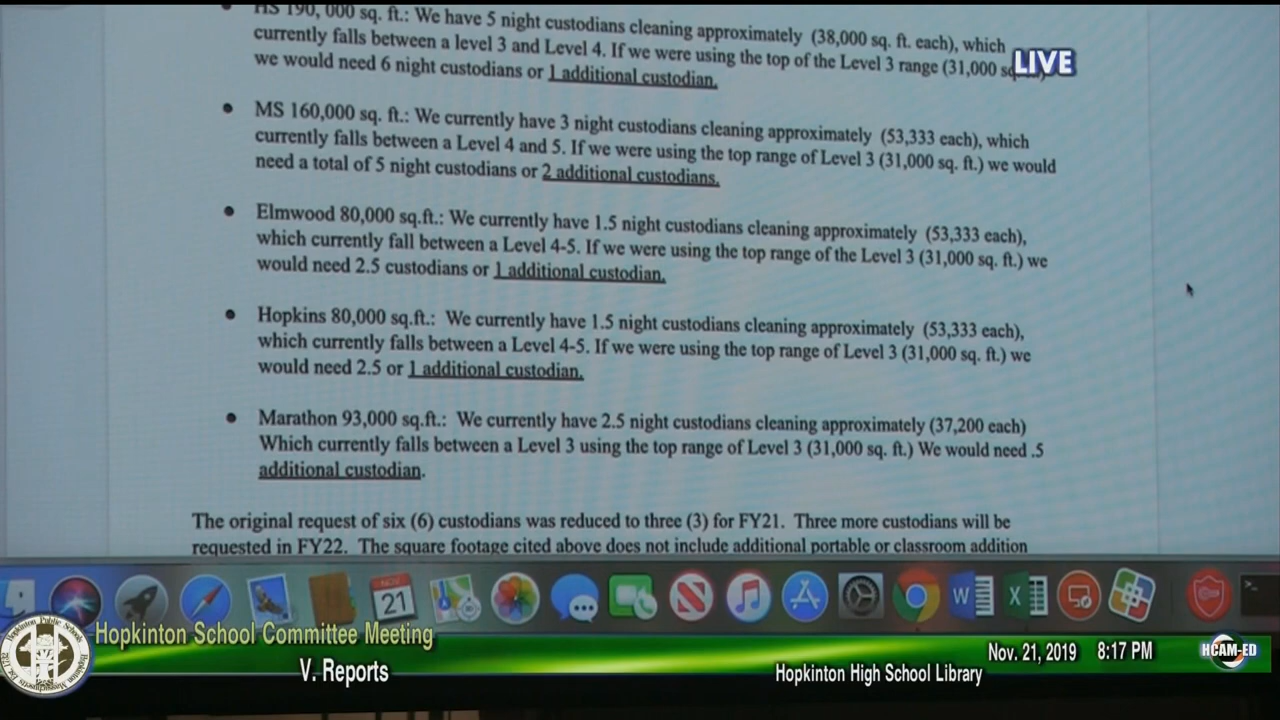 HS 190, 000 sq. ft.: We have 5 night custodians cleaning approximately (38,000 sq. ft. each), which
currently falls between a level 3 and Level 4. If we were using the top of the Level 3 range (31,000
LIVE
we would need 6 night custodians or 1 additional custodian.
MS 160,000 sq. ft.: We currently have 3 night custodians cleaning approximately (53,333 each), which
currently falls between a Level 4 and 5. If we were using the top range of Level 3 (31,000 sq. ft.) we would
need a total of 5 night custodians or 2 additional custodians.
Elmwood 80,000 sq.ft.: We currently have 1.5 night custodians cleaning approximately (53,333 each),
which currently fall between a Level 4-5. If we were using the top range of the Level 3 (31,000 sq. ft.) we
would need 2.5 custodians or 1 additional custodian.
Hopkins 80,000 sq.ft.: We currently have 1.5 night custodians cleaning approximately (53,333 each),
which currently falls between a Level 4-5. If we were using the top range of Level 3 (31,000 sq. ft.) we
would need 2.5 or 1 additional custodian.
Marathon 93,000 sq.ft.: We currently have 2.5 night custodians cleaning approximately (37,200 each)
Which currently falls between a Level 3 using the top range of Level 3 (31,000 sq. ft.) We would need .5
additional custodian.
The original request of six (6) custodians was reduced to three (3) for FY21. Three more custodians will be
requested in FY22. The square footage cited above does not include additional portable or classroom addition
NOV
21
W
X
Hopkinton School Committee Meeting
V. Reports
Hopkinton High School Library
Nov. 21, 2019 8:17 PM
HCAM-ED
Hopkinton Public Schools